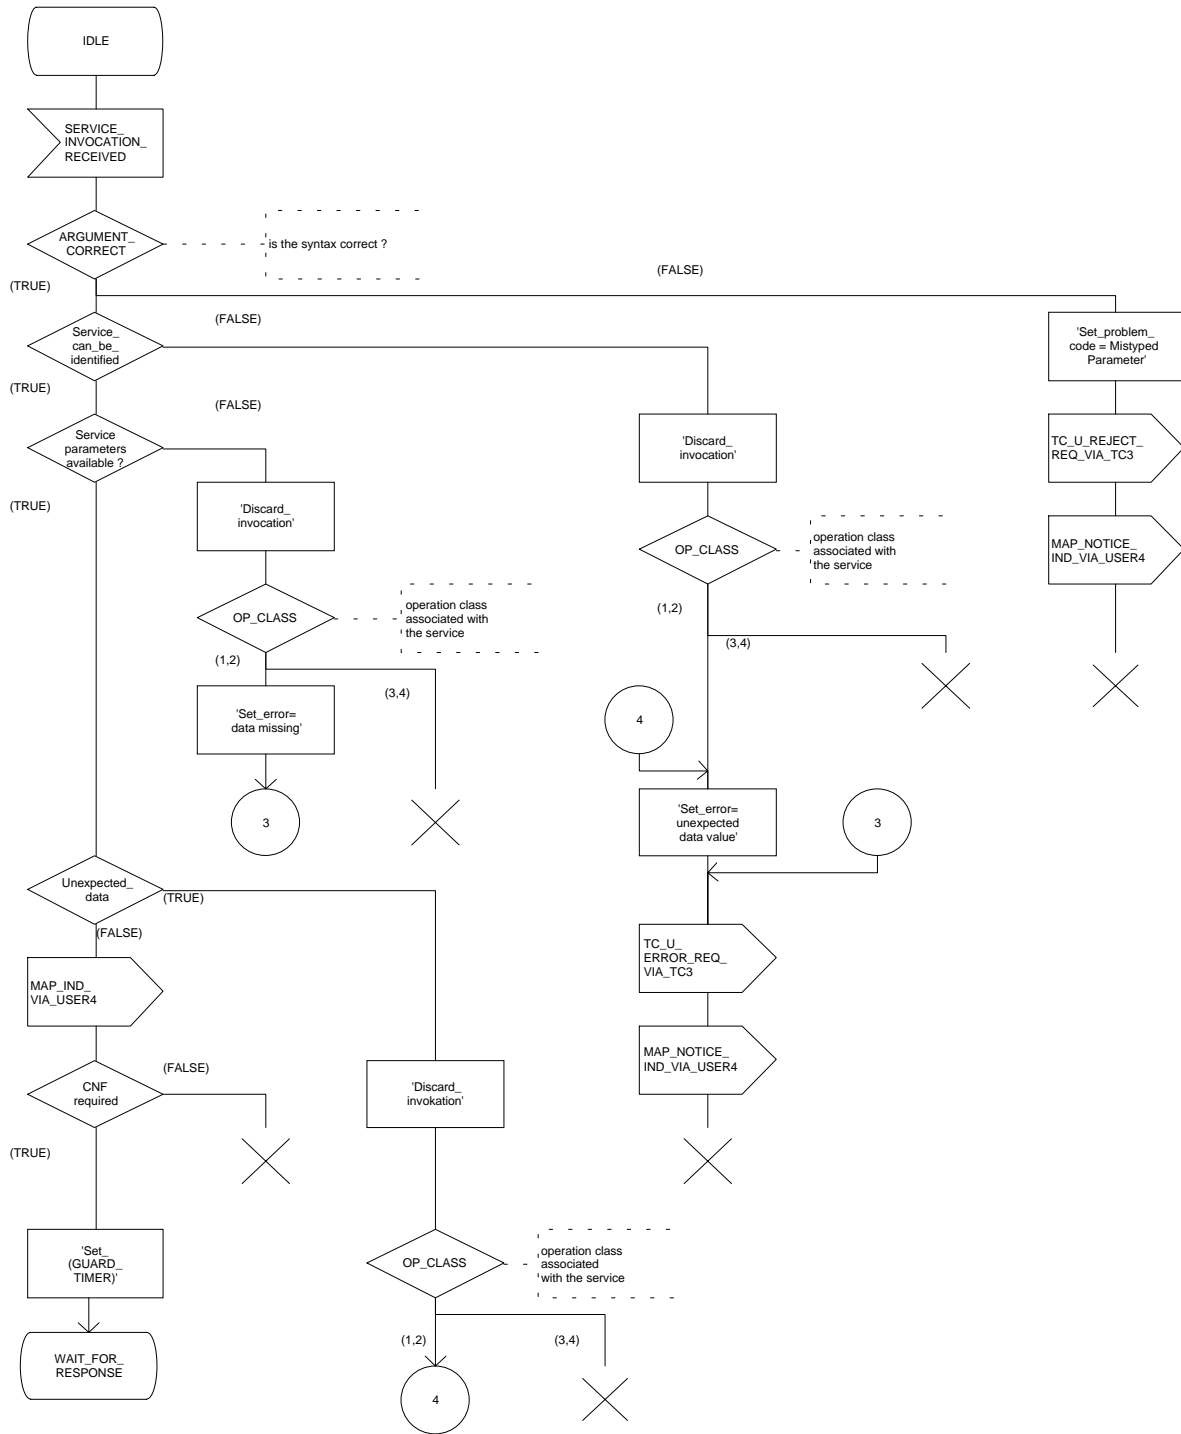 IDLE
SERVICE_
INVOCATION_
RECEIVED
ARGUMENT_
CORRECT
is the syntax correct ?
(TRUE)
(FALSE)
Service_
can_be_
identified
(FALSE)
'Set_problem_
code = Mistyped
Parameter'
(TRUE)
(FALSE)
Service
parameters
available ?
'Discard_
invocation'
TC_U_REJECT_
REQ_VIA_TC3
(TRUE)
'Discard_
invocation'
OP_CLASS
operation class
associated with
the service
MAP_NOTICE_
IND_VIA_USER4
OP_CLASS
operation class
associated with
the service
(1,2)
(3,4)
(1,2)
(3,4)
'Set_error=
data missing'
4
3
'Set_error=
unexpected
data value'
3
Unexpected_
data
(TRUE)
(FALSE)
TC_U_
ERROR_REQ_
VIA_TC3
MAP_IND_
VIA_USER4
MAP_NOTICE_
IND_VIA_USER4
CNF
required
(FALSE)
'Discard_
invokation'
(TRUE)
'Set_
(GUARD_
TIMER)'
OP_CLASS
operation class
associated
with the service
(1,2)
(3,4)
WAIT_FOR_
RESPONSE
4